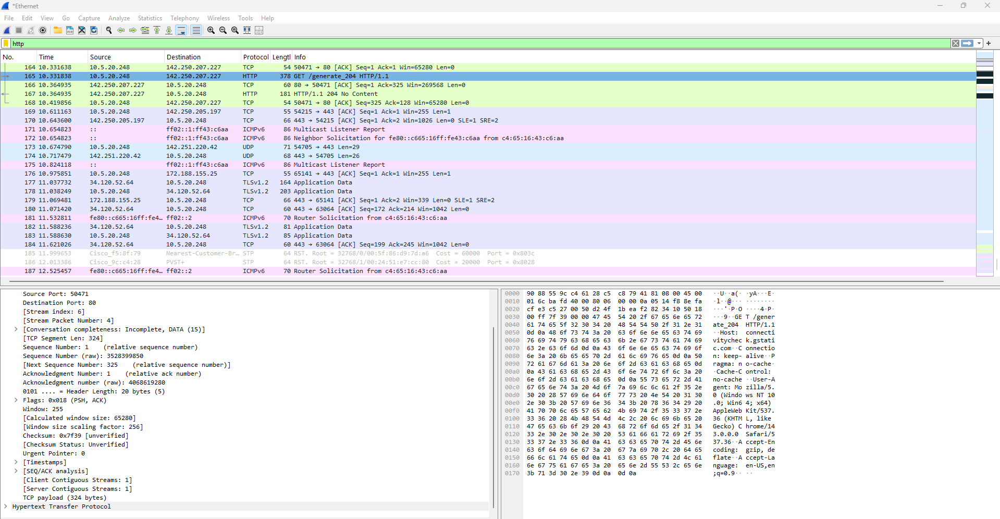 *Ethernet
File Edit View Go Capture Analyze Statistics Telephony Wireless Tools Help
http
No. Time Source Destination Protocol Lengtl Info
164 10.331638 10.5.20.248 142.250.207.227 TCP 54 50471 → 80 [ACK] Seq=1 Ack=1 Win=65280 Len=0
165 10.331838 10.5.20.248 142.250.207.227 HTTP 378 GET /generate_204 HTTP/1.1
166 10.364935 142.250.207.227 10.5.20.248 TCP 60 80 → 50471 [ACK] Seq=1 Ack=325 Win=269568 Len=0
167 10.364935 142.250.207.227 10.5.20.248 HTTP 181 HTTP/1.1 204 No Content
168 10.419856 10.5.20.248 142.250.207.227 TCP 54 50471 → 80 [ACK] Seq=325 Ack=128 Win=65280 Len=0
169 10.611163 10.5.20.248 142.250.205.197 TCP 55 54215 → 443 [ACK] Seq=1 Ack=1 Win=255 Len=1
170 10.643600 142.250.205.197 10.5.20.248 TCP 66 443 → 54215 [ACK] Seq=1 Ack=2 Win=1026 Len=0 SLE=1 SRE=2
171 10.654823 :: ff02::1:ff43:c6aa ICMPv6 86 Multicast Listener Report
172 10.654823 :: ff02::1:ff43:c6aa ICMPv6 86 Neighbor Solicitation for fe80::c665:16ff:fe43:c6aa from c4:65:16:43:c6:aa
173 10.674790 10.5.20.248 142.251.220.42 UDP 71 54705 → 443 Len=29
174 10.717479 142.251.220.42 10.5.20.248 UDP 68 443 → 54705 Len=26
175 10.824118 :: ff02::1:ff43:c6aa ICMPv6 86 Multicast Listener Report
176 10.975851 10.5.20.248 172.188.155.25 TCP 55 65141 → 443 [ACK] Seq=1 Ack=1 Win=255 Len=1
177 11.037732 34.120.52.64 10.5.20.248 TLSv1.2 164 Application Data
178 11.038249 10.5.20.248 34.120.52.64 TLSv1.2 203 Application Data
179 11.069481 172.188.155.25 10.5.20.248 TCP 66 443 → 65141 [ACK] Seq=1 Ack=2 Win=339 Len=0 SLE=1 SRE=2
180 11.071420 34.120.52.64 10.5.20.248 TCP 60 443 → 63064 [ACK] Seq=172 Ack=214 Win=1042 Len=0
181 11.532811 fe80::c665:16ff:fe4… ff02::2 ICMPv6 70 Router Solicitation from c4:65:16:43:c6:aa
182 11.588236 34.120.52.64 10.5.20.248 TLSv1.2 81 Application Data
183 11.588630 10.5.20.248 34.120.52.64 TLSv1.2 85 Application Data
184 11.621026 34.120.52.64 10.5.20.248 TCP 60 443 → 63064 [ACK] Seq=199 Ack=245 Win=1042 Len=0
185 11.999653 Cisco_f5:8f:79 Nearest-Customer-Br… STP 64 RST. Root = 32768/0/00:5f:86:d9:7d:a6 Cost = 60000 Port = 0x803c
186 12.013386 Cisco_9c:c4:28 PVST+ STP 64 RST. Root = 32768/1/00:24:51:e7:cc:80 Cost = 20000 Port = 0x8028
187 12.525457 fe80::c665:16ff:fe4… ff02::2 ICMPv6 70 Router Solicitation from c4:65:16:43:c6:aa
Source Port: 50471
Destination Port: 80
[Stream index: 6]
[Stream Packet Number: 4]
[Conversation completeness: Incomplete, DATA (15)]
[TCP Segment Len: 324]
Sequence Number: 1 (relative sequence number)
Sequence Number (raw): 3528399850
[Next Sequence Number: 325 (relative sequence number)]
Acknowledgment Number: 1 (relative ack number)
Acknowledgment number (raw): 4068619280
0101 .... = Header Length: 20 bytes (5)
Flags: 0x018 (PSH, ACK)
Window: 255
[Calculated window size: 65280]
[Window size scaling factor: 256]
Checksum: 0x7f39 [unverified]
[Checksum Status: Unverified]
Urgent Pointer: 0
[Timestamps]
[SEQ/ACK analysis]
[Client Contiguous Streams: 1]
[Server Contiguous Streams: 1]
TCP payload (324 bytes)
Hypertext Transfer Protocol
0000 90 88 55 9c c4 61 28 c5 c8 79 41 81 08 00 45 00 ··U··a(· ·yA···E·
0010 01 6c ba fd 40 00 80 06 00 00 0a 05 14 f8 8e fa ·l··@··· ········
0020 cf e3 c5 27 00 50 d2 4f 1b ea f2 82 34 10 50 18 ···'·P·O ····4·P·
0030 00 ff 7f 39 00 00 47 45 54 20 2f 67 65 6e 65 72 ···9··GE T /gener
0040 61 74 65 5f 32 30 34 20 48 54 54 50 2f 31 2e 31 ate_204 HTTP/1.1
0050 0d 0a 48 6f 73 74 3a 20 63 6f 6e 6e 65 63 74 69 ··Host: connecti
0060 76 69 74 79 63 68 65 63 6b 2e 67 73 74 61 74 69 vitychec k.gstati
0070 63 2e 63 6f 6d 0d 0a 43 6f 6e 6e 65 63 74 69 6f c.com··C onnectio
0080 6e 3a 20 6b 65 65 70 2d 61 6c 69 76 65 0d 0a 50 n: keep- alive··P
0090 72 61 67 6d 61 3a 20 6e 6f 2d 63 61 63 68 65 0d ragma: n o-cache·
00a0 0a 43 61 63 68 65 2d 43 6f 6e 74 72 6f 6c 3a 20 ·Cache-C ontrol:
00b0 6e 6f 2d 63 61 63 68 65 0d 0a 55 73 65 72 2d 41 no-cache ··User-A
00c0 67 65 6e 74 3a 20 4d 6f 7a 69 6c 6c 61 2f 35 2e gent: Mo zilla/5.
00d0 30 20 28 57 69 6e 64 6f 77 73 20 4e 54 20 31 30 0 (Windo ws NT 10
00e0 2e 30 3b 20 57 69 6e 36 34 3b 20 78 36 34 29 20 .0; Win6 4; x64)
00f0 41 70 70 6c 65 57 65 62 4b 69 74 2f 35 33 37 2e AppleWeb Kit/537.
0100 33 36 20 28 4b 48 54 4d 4c 2c 20 6c 69 6b 65 20 36 (KHTM L, like
0110 47 65 63 6b 6f 29 20 43 68 72 6f 6d 65 2f 31 34 Gecko) C hrome/14
0120 33 2e 30 2e 30 2e 30 20 53 61 66 61 72 69 2f 35 3.0.0.0 Safari/5
0130 33 37 2e 33 36 0d 0a 41 63 63 65 70 74 2d 45 6e 37.36··A ccept-En
0140 63 6f 64 69 6e 67 3a 20 67 7a 69 70 2c 20 64 65 coding: gzip, de
0150 66 6c 61 74 65 0d 0a 41 63 63 65 70 74 2d 4c 61 flate··A ccept-La
0160 6e 67 75 61 67 65 3a 20 65 6e 2d 55 53 2c 65 6e nguage: en-US,en
0170 3b 71 3d 30 2e 39 0d 0a 0d 0a ;q=0.9·· ··